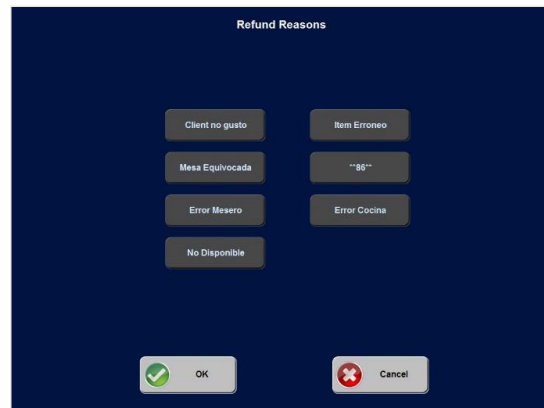 Refund Reasons
Client no gusto
Item Erroneo
Mesa Equivocada
**86**
Error Mesero
Error Cocina
No Disponible
OK
Cancel